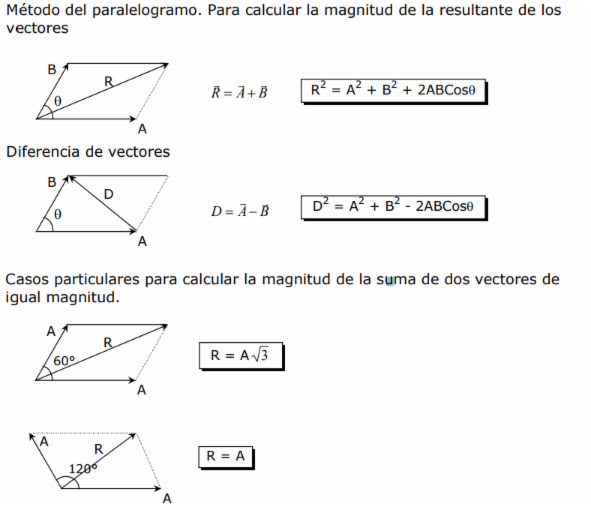 Método del paralelogramo. Para calcular la magnitud de la resultante de los
vectores
B
R
θ
A
R⃗ = A⃗ + B⃗
R² = A² + B² + 2ABCosθ
Diferencia de vectores
B
D
θ
A
D = A⃗ − B⃗
D² = A² + B² - 2ABCosθ
Casos particulares para calcular la magnitud de la suma de dos vectores de
igual magnitud.
A
R
60º
A
R = A√3
A
R
120º
A
R = A